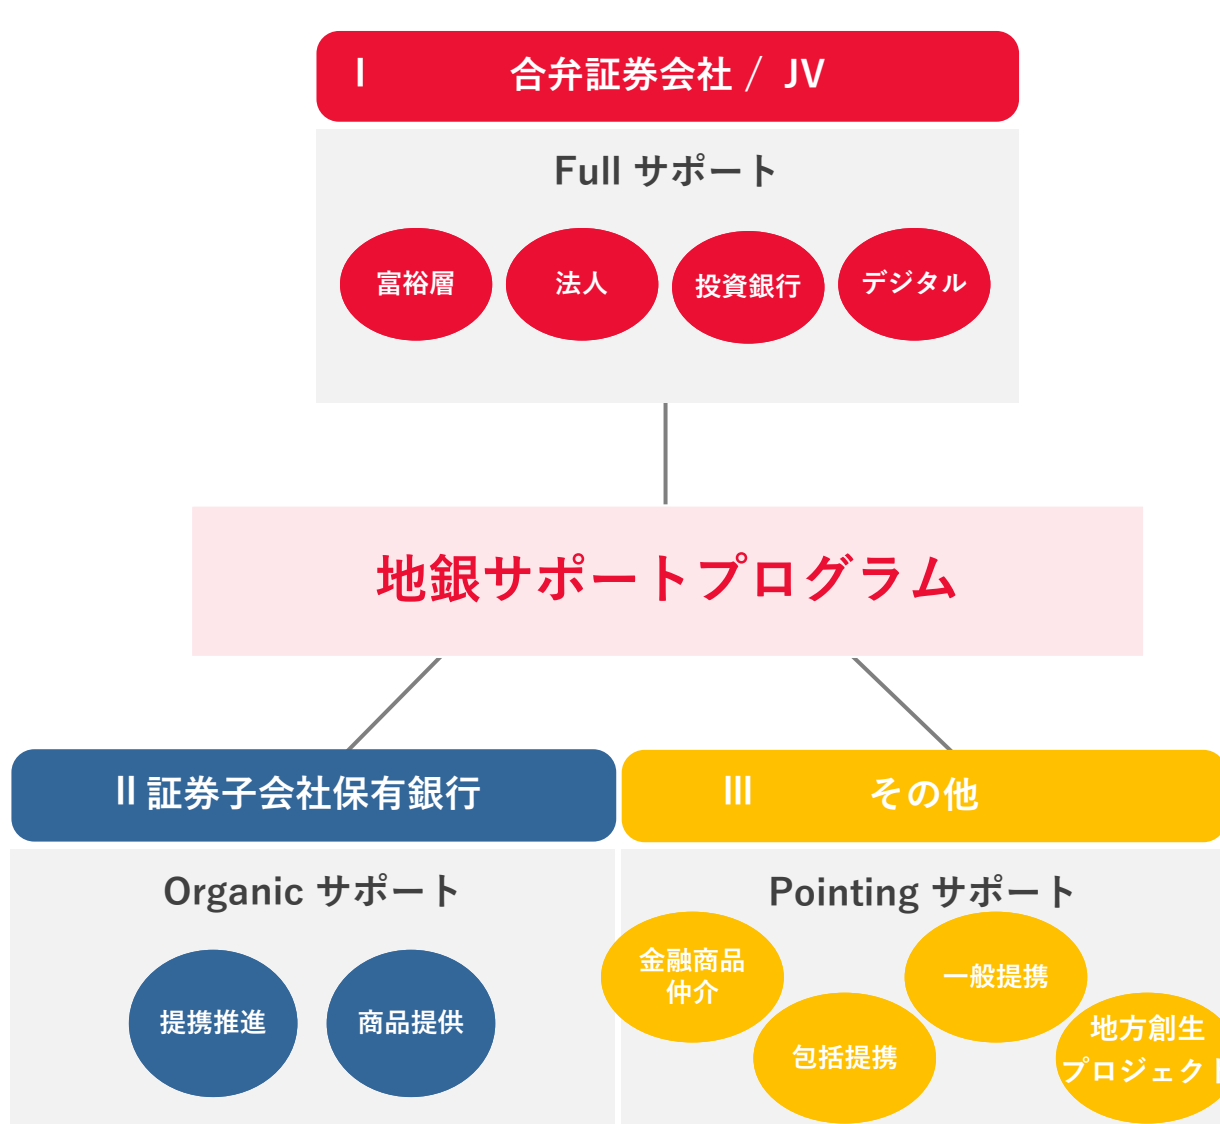 Ⅰ 合弁証券会社 / JV
Full サポート
富裕層
法人
投資銀行
デジタル
地銀サポートプログラム
Ⅱ 証券子会社保有銀行
Organic サポート
提携推進
商品提供
Ⅲ その他
Pointing サポート
金融商品
仲介
包括提携
一般提携
地方創生
プロジェクト